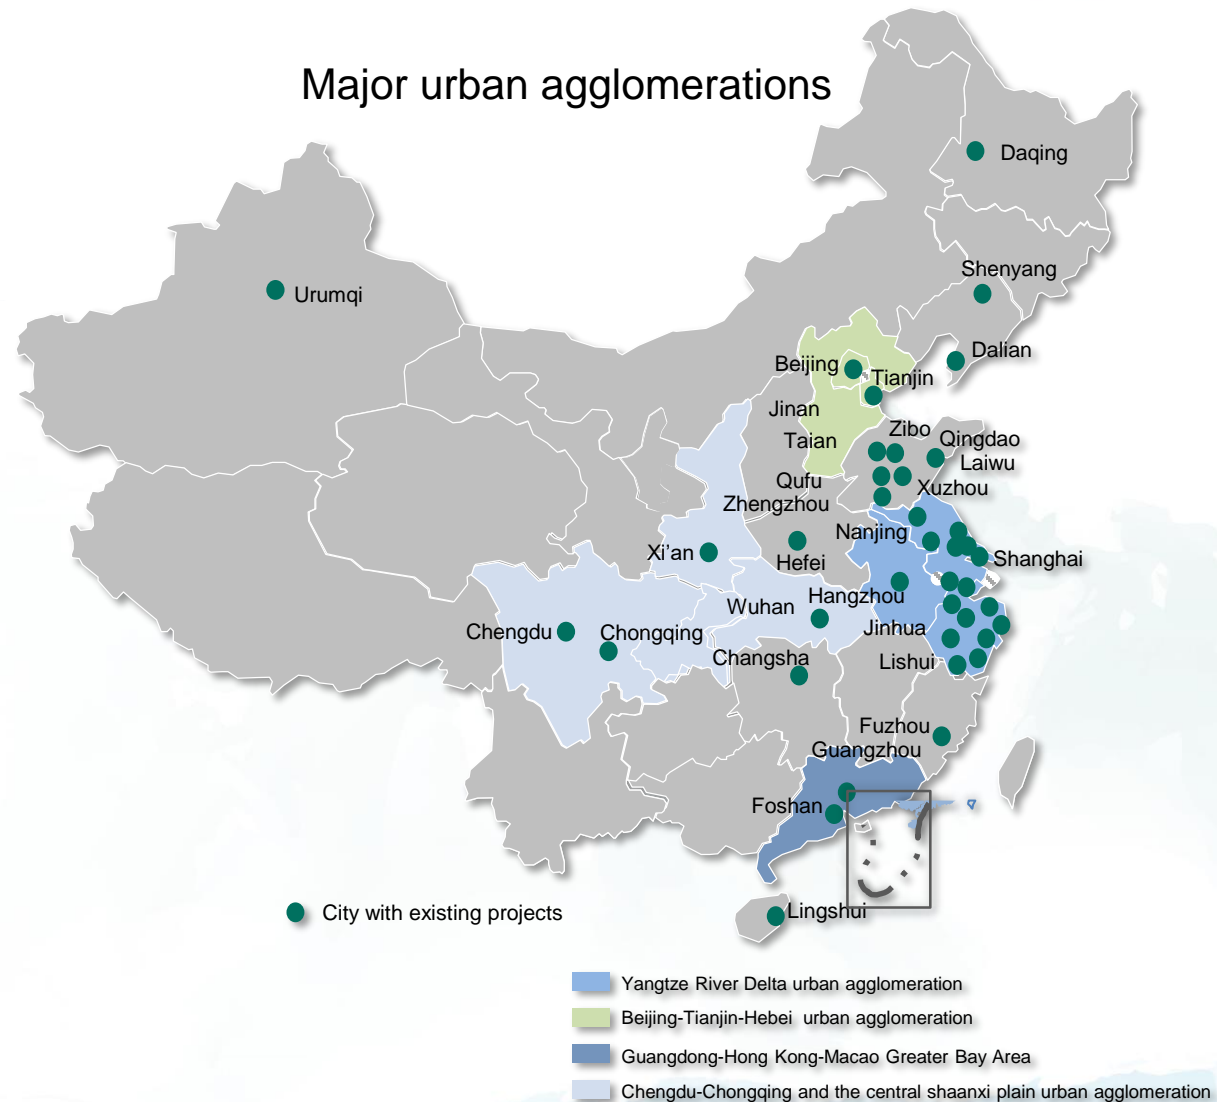 Major urban agglomerations
Daqing
Shenyang
Urumqi
Dalian
Beijing
Tianjin
Jinan
Zibo
Taian
Qingdao
Laiwu
Qufu
Xuzhou
Zhengzhou
Nanjing
Xi'an
Shanghai
Hefei
Hangzhou
Wuhan
Chengdu
Chongqing
Jinhua
Changsha
Lishui
Fuzhou
Guangzhou
Foshan
Lingshui
City with existing projects
Yangtze River Delta urban agglomeration
Beijing-Tianjin-Hebei urban agglomeration
Guangdong-Hong Kong-Macao Greater Bay Area
Chengdu-Chongqing and the central shaanxi plain urban agglomeration